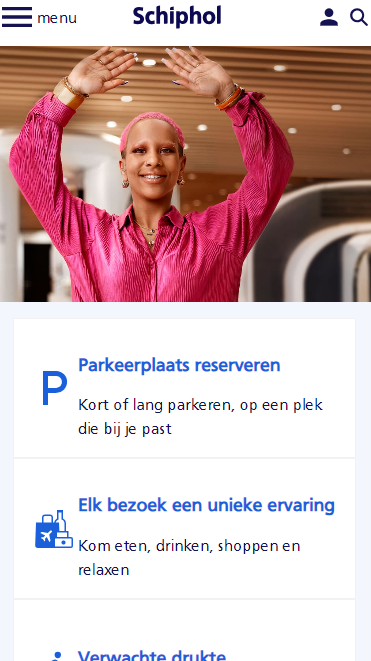 menu
Schiphol
Parkeerplaats reserveren
P
Kort of lang parkeren, op een plek
die bij je past
Elk bezoek een unieke ervaring
Kom eten, drinken, shoppen en
relaxen
Verwachte drukte